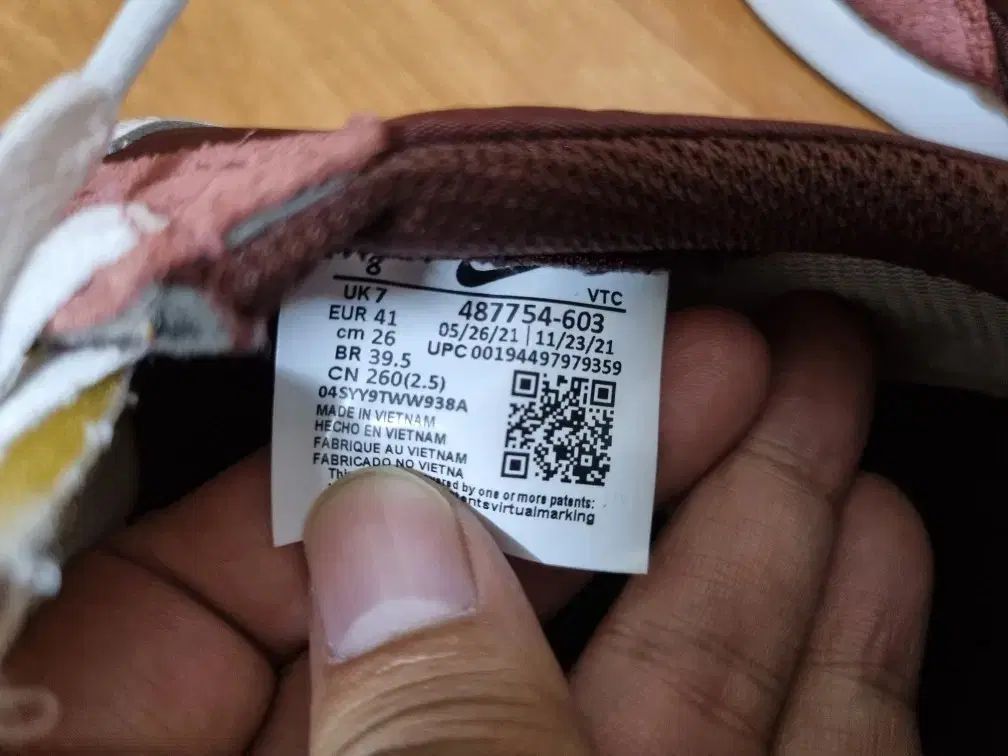 8
VTC
UK 7
EUR 41
cm 26
BR 39.5
CN 260(2.5)
04SYY9TWW938A
487754-603
05/26/21 | 11/23/21
UPC 00194497979359
MADE IN VIETNAM
HECHO EN VIETNAM
FABRIQUE AU VIETNAM
FABRICADO NO VIETNA
by one or more patents: